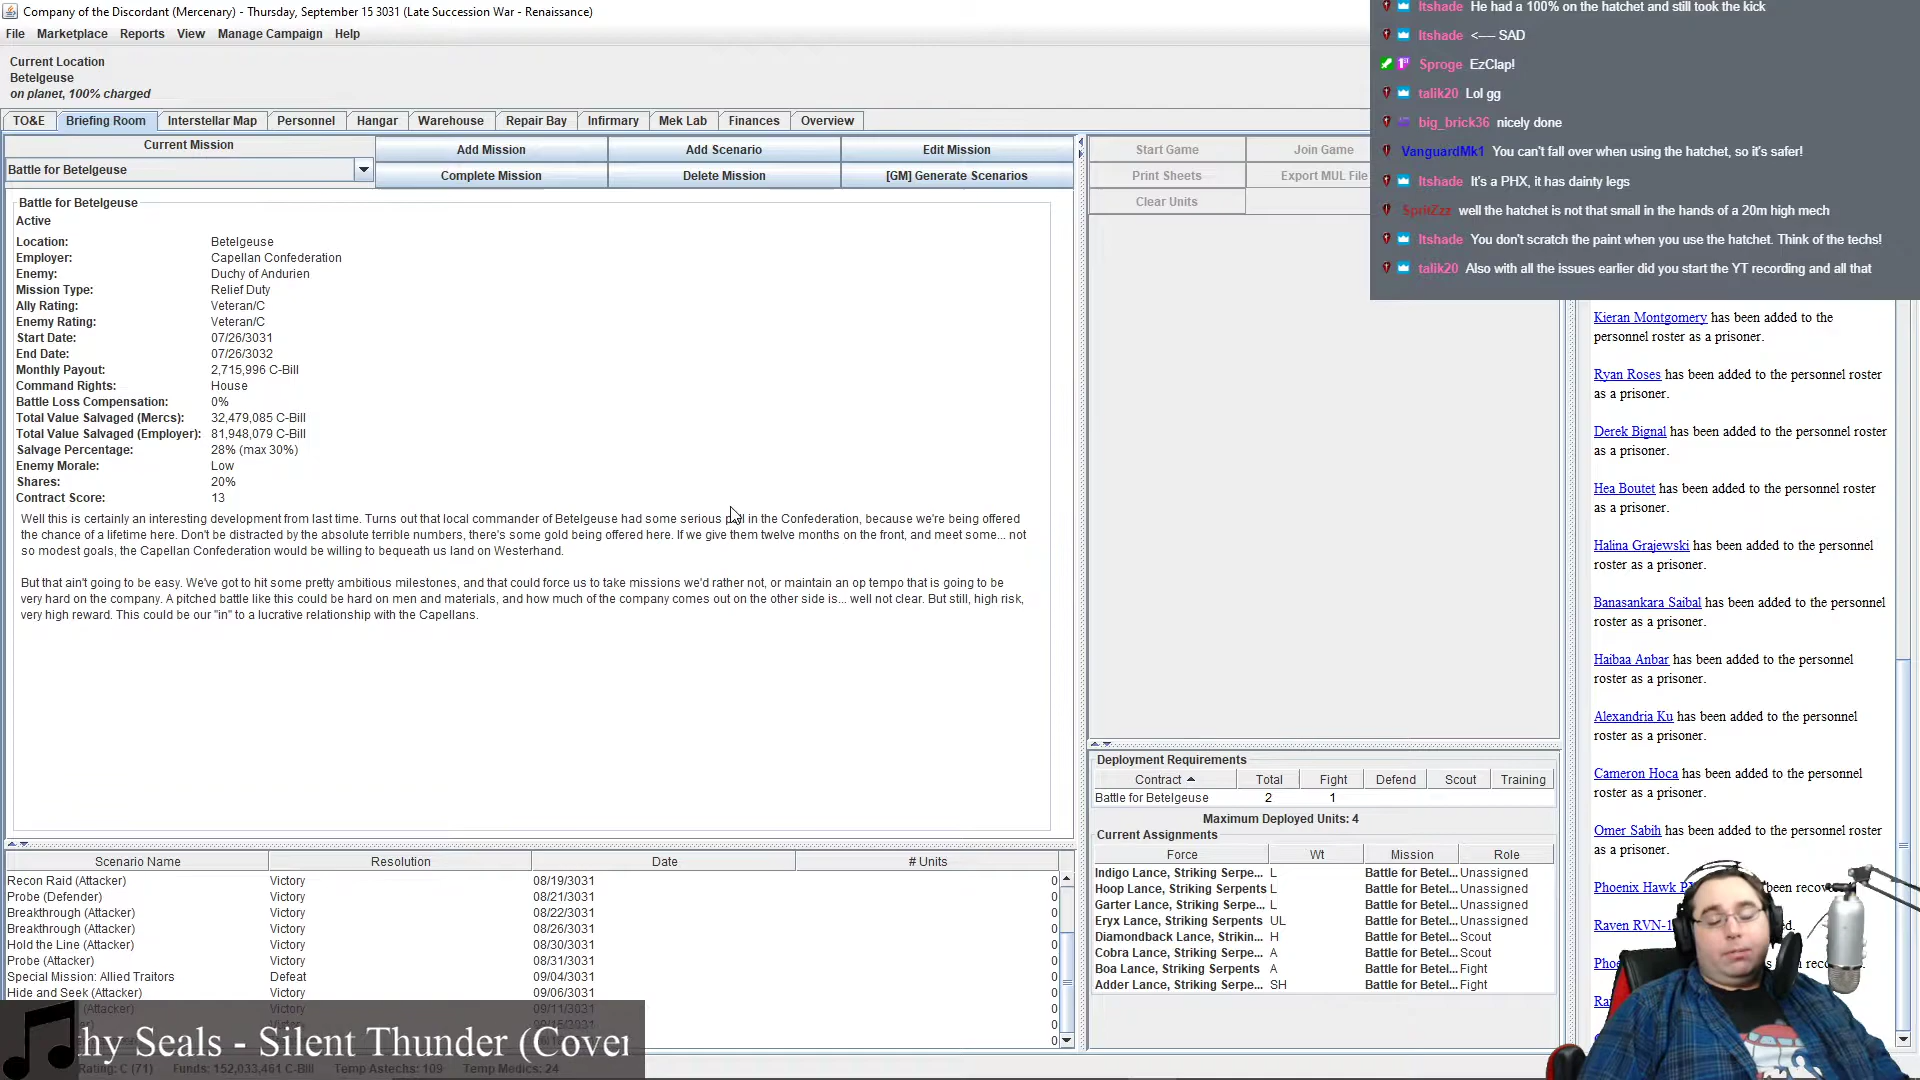 Company of the Discordant (Mercenary) - Thursday, September 15 3031 (Late Succession War - Renaissance)
File Marketplace Reports View Manage Campaign Help
Current Location
Betelgeuse
on planet, 100% charged
TO&E Briefing Room Interstellar Map Personnel Hangar Warehouse Repair Bay Infirmary Mek Lab Finances Overview
Current Mission
Battle for Betelgeuse
Add Mission Add Scenario Edit Mission
Complete Mission Delete Mission [GM] Generate Scenarios
Battle for Betelgeuse
Active
Location: Betelgeuse
Employer: Capellan Confederation
Enemy: Duchy of Andurien
Mission Type: Relief Duty
Ally Rating: Veteran/C
Enemy Rating: Veteran/C
Start Date: 07/26/3031
End Date: 07/26/3032
Monthly Payout: 2,715,996 C-Bill
Command Rights: House
Battle Loss Compensation: 0%
Total Value Salvaged (Mercs): 32,479,085 C-Bill
Total Value Salvaged (Employer): 81,948,079 C-Bill
Salvage Percentage: 28% (max 30%)
Enemy Morale: Low
Shares: 20%
Contract Score: 13
Well this is certainly an interesting development from last time. Turns out that local commander of Betelgeuse had some serious in the Confederation, because we're being offered
the chance of a lifetime here. Don't be distracted by the absolute terrible numbers, there's some gold being offered here. If we give them twelve months on the front, and meet some... not
so modest goals, the Capellan Confederation would be willing to bequeath us land on Westerhand.
But that ain't going to be easy. We've got to hit some pretty ambitious milestones, and that could force us to take missions we'd rather not, or maintain an op tempo that is going to be
very hard on the company. A pitched battle like this could be hard on men and materials, and how much of the company comes out on the other side is... well not clear. But still, high risk,
very high reward. This could be our "in" to a lucrative relationship with the Capellans.
Scenario Name Resolution Date # Units
Recon Raid (Attacker) Victory 08/19/3031 0
Probe (Defender) Victory 08/21/3031 0
Breakthrough (Attacker) Victory 08/22/3031 0
Breakthrough (Attacker) Victory 08/26/3031 0
Hold the Line (Attacker) Victory 08/30/3031 0
Probe (Attacker) Victory 08/31/3031 0
Special Mission: Allied Traitors Defeat 09/04/3031 0
Hide and Seek (Attacker) Victory 09/06/3031 0
(Attacker) Victory 09/11/3031 0
0
0
hy Seals - Silent Thunder (Cover
Rating: C (71) Funds: 152,033,461 C-Bill Temp Astechs: 109 Temp Medics: 24
Start Game Join Game
Print Sheets Export MUL File
Clear Units
Deployment Requirements
Contract Total Fight Defend Scout Training
Battle for Betelgeuse 2 1
Maximum Deployed Units: 4
Current Assignments
Force Wt Mission Role
Indigo Lance, Striking Serpe... L Battle for Betel... Unassigned
Hoop Lance, Striking Serpents L Battle for Betel... Unassigned
Garter Lance, Striking Serpe... L Battle for Betel... Unassigned
Eryx Lance, Striking Serpents UL Battle for Betel... Unassigned
Diamondback Lance, Strikin... H Battle for Betel... Scout
Cobra Lance, Striking Serpe... A Battle for Betel... Scout
Boa Lance, Striking Serpents A Battle for Betel... Fight
Adder Lance, Striking Serpe... SH Battle for Betel... Fight
Itshade He had a 100% on the hatchet and still took the kick
Itshade <---- SAD
Sproge EzClap!
talik20 Lol gg
big_brick36 nicely done
VanguardMk1 You can't fall over when using the hatchet, so it's safer!
Itshade It's a PHX, it has dainty legs
SpritZzz well the hatchet is not that small in the hands of a 20m high mech
Itshade You don't scratch the paint when you use the hatchet. Think of the techs!
talik20 Also with all the issues earlier did you start the YT recording and all that
Kieran Montgomery has been added to the
personnel roster as a prisoner.
Ryan Roses has been added to the personnel roster
as a prisoner.
Derek Bignal has been added to the personnel roster
as a prisoner.
Hea Boutet has been added to the personnel roster
as a prisoner.
Halina Grajewski has been added to the personnel
roster as a prisoner.
Banasankara Saibal has been added to the personnel
roster as a prisoner.
Haibaa Anbar has been added to the personnel
roster as a prisoner.
Alexandria Ku has been added to the personnel
roster as a prisoner.
Cameron Hoca has been added to the personnel
roster as a prisoner.
Omer Sabih has been added to the personnel roster
as a prisoner.
Phoenix Hawk
Raven RVN-1